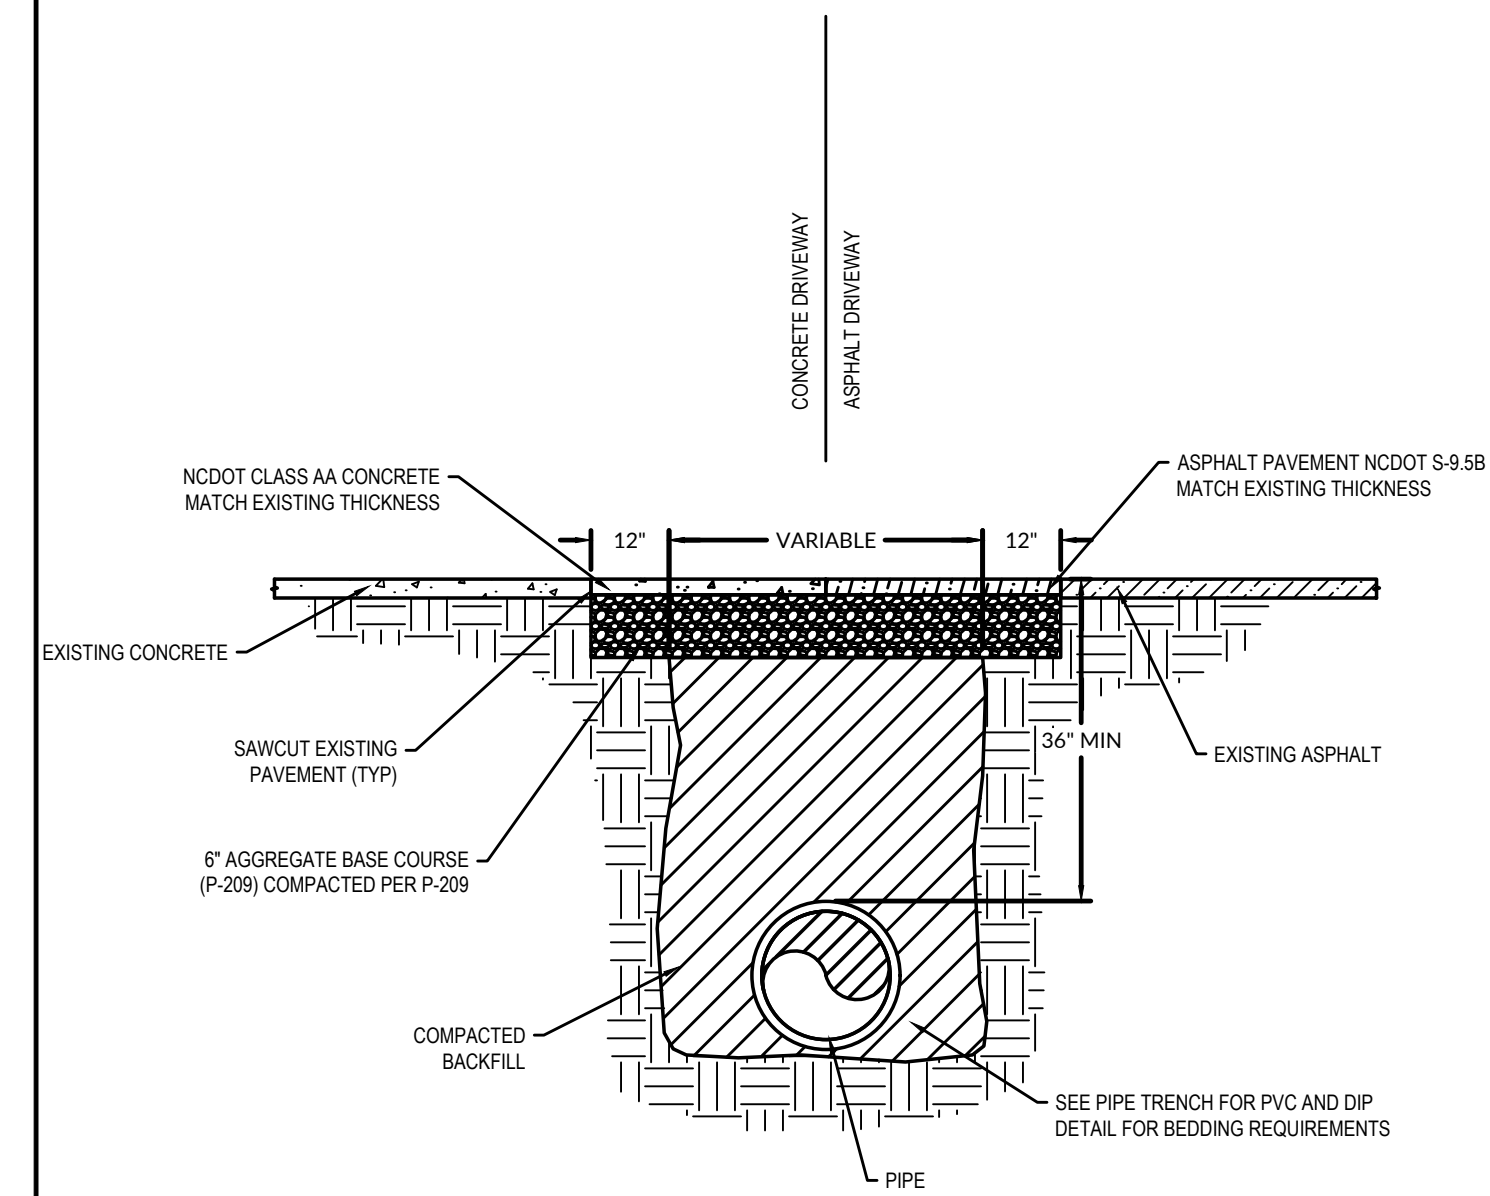 CONCRETE DRIVEWAY
ASPHALT DRIVEWAY
NCDOT CLASS AA CONCRETE
MATCH EXISTING THICKNESS
ASPHALT PAVEMENT NCDOT S-9.5B
MATCH EXISTING THICKNESS
12"
VARIABLE
12"
EXISTING CONCRETE
SAWCUT EXISTING
PAVEMENT (TYP)
36" MIN
EXISTING ASPHALT
6" AGGREGATE BASE COURSE
(P-209) COMPACTED PER P-209
COMPACTED
BACKFILL
SEE PIPE TRENCH FOR PVC AND DIP
DETAIL FOR BEDDING REQUIREMENTS
PIPE